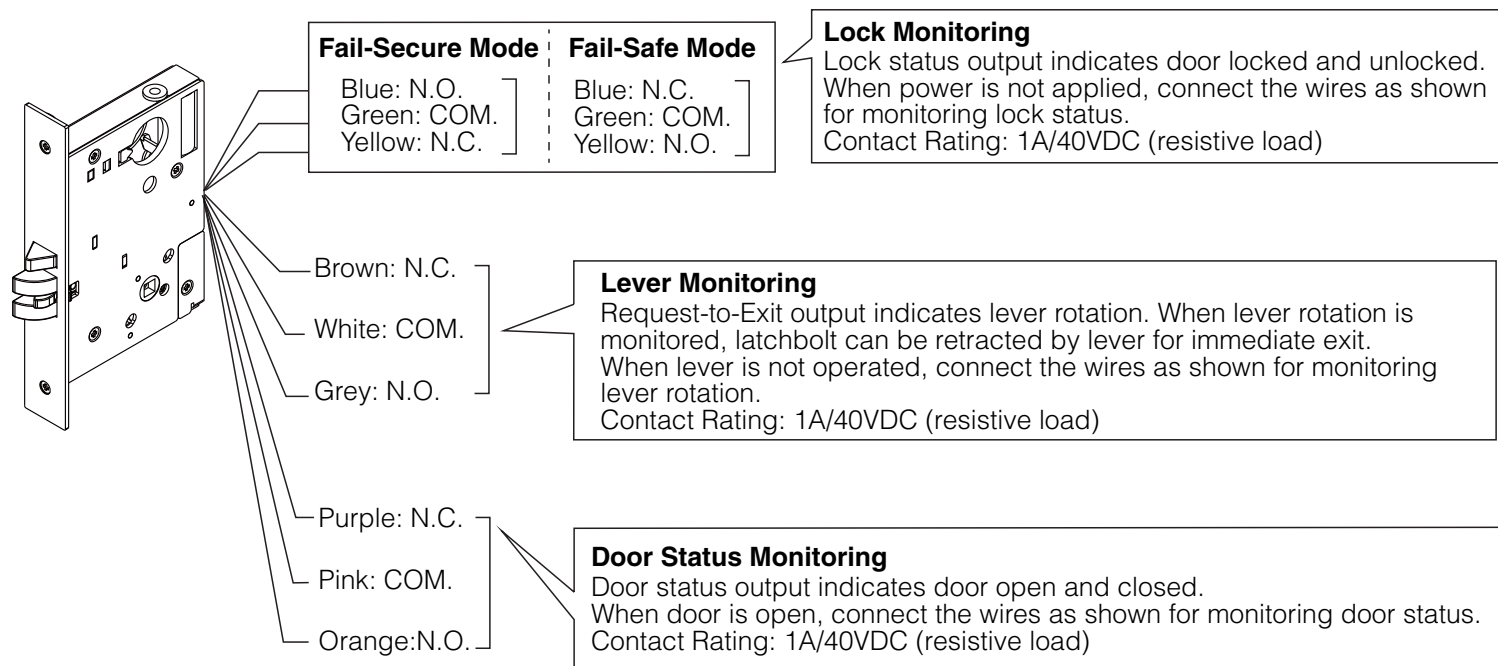 Fail-Secure Mode
Blue: N.O.
Green: COM.
Yellow: N.C.
Fail-Safe Mode
Blue: N.C.
Green: COM.
Yellow: N.O.
Lock Monitoring
Lock status output indicates door locked and unlocked.
When power is not applied, connect the wires as shown
for monitoring lock status.
Contact Rating: 1A/40VDC (resistive load)
Brown: N.C.
White: COM.
Grey: N.O.
Lever Monitoring
Request-to-Exit output indicates lever rotation. When lever rotation is
monitored, latchbolt can be retracted by lever for immediate exit.
When lever is not operated, connect the wires as shown for monitoring
lever rotation.
Contact Rating: 1A/40VDC (resistive load)
Purple: N.C.
Pink: COM.
Orange:N.O.
Door Status Monitoring
Door status output indicates door open and closed.
When door is open, connect the wires as shown for monitoring door status.
Contact Rating: 1A/40VDC (resistive load)